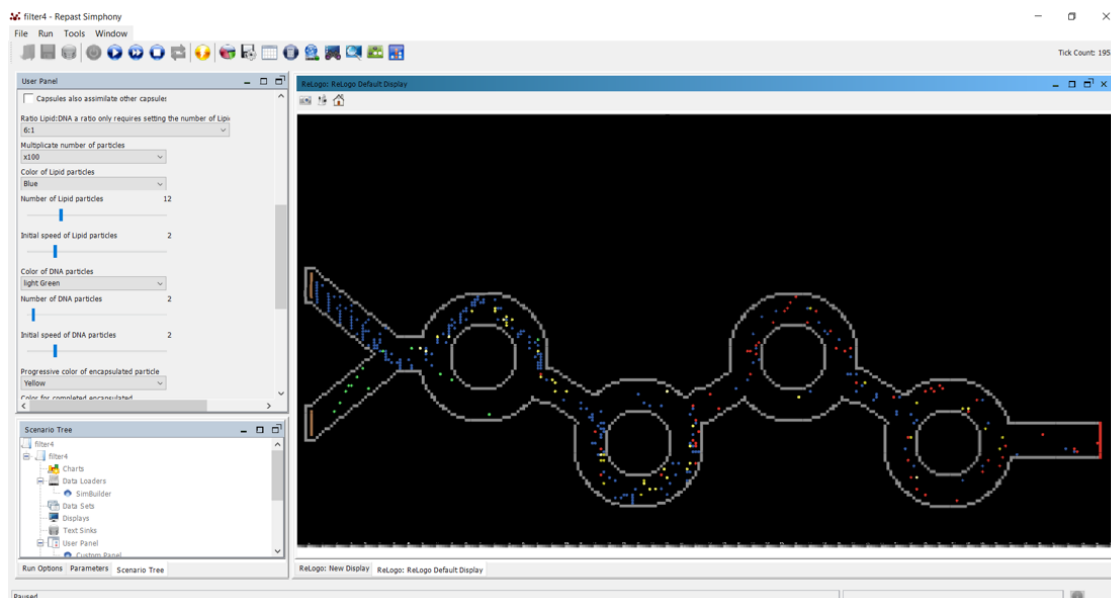 filter4 - Repast Simphony
File Run Tools Window
Tick Count: 195
User Panel
Capsules also assimilate other capsules
Ratio Lipid:DNA a ratio only requires setting the number of Lipi
6:1
Multiplicate number of particles
x100
Color of Lipid particles
Blue
Number of Lipid particles 12
Initial speed of Lipid particles 2
Color of DNA particles
light Green
Number of DNA particles 2
Initial speed of DNA particles 2
Progressive color of encapsulated particle
Yellow
Color for completed encapsulated
Scenario Tree
filter4
filter4
Charts
Data Loaders
SimBuilder
Data Sets
Displays
Text Sinks
User Panel
Custom Panel
Run Options Parameters Scenario Tree
ReLogo: ReLogo Default Display
ReLogo: New Display ReLogo: ReLogo Default Display
Paused